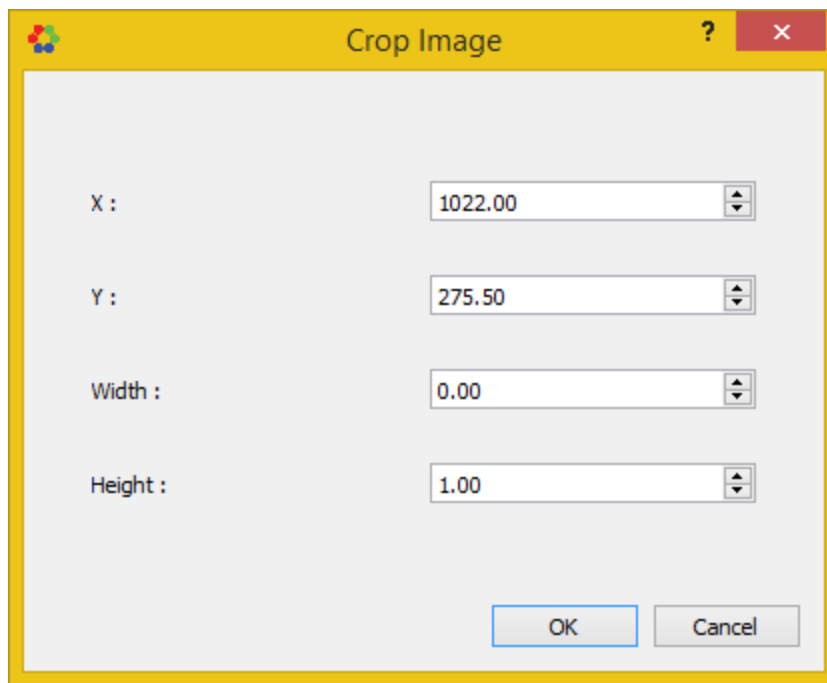 Crop Image ?
X : 1022.00
Y : 275.50
Width : 0.00
Height : 1.00
OK Cancel